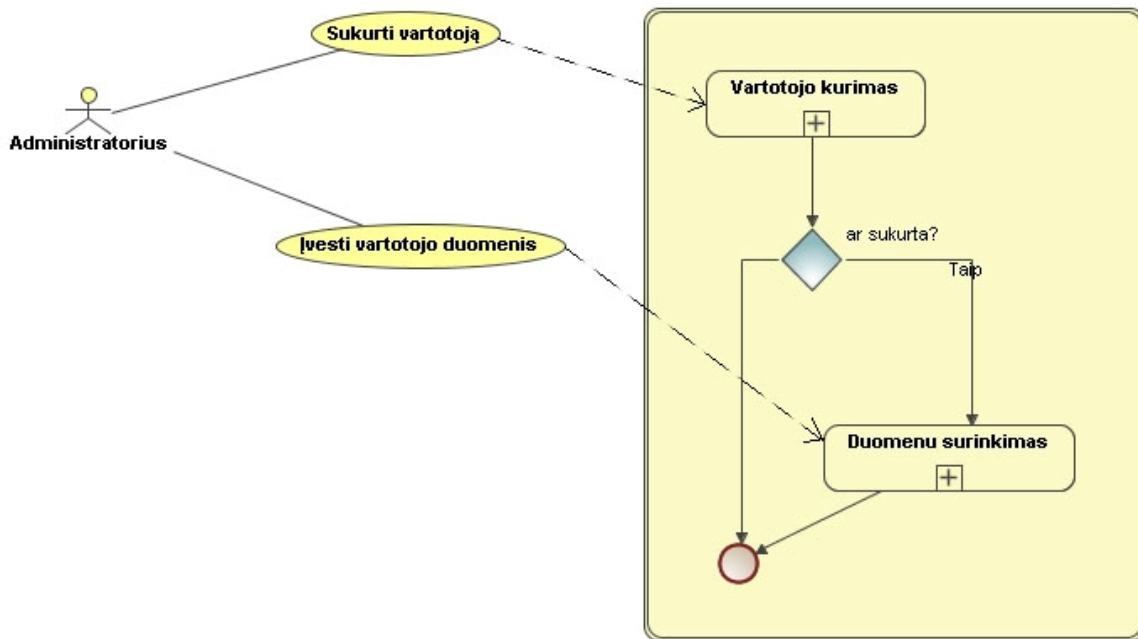 Sukurti vartotoją
Administratorius
Įvesti vartotojo duomenis
Vartotojo kurimas
ar sukurta?
Taip
Duomenu surinkimas